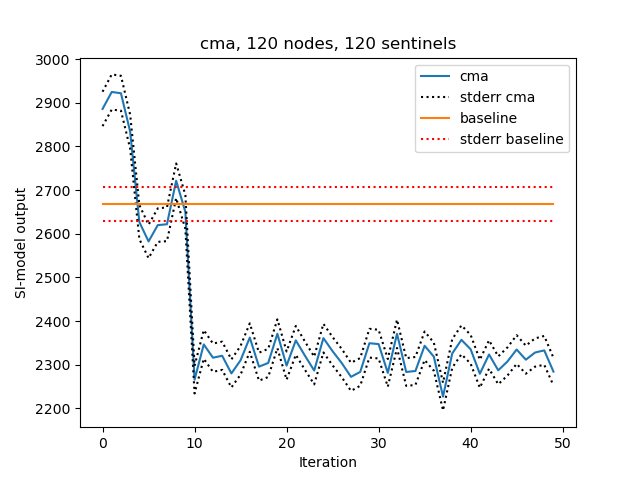 cma, 120 nodes, 120 sentinels
3000
2900
2800
2700
2600
2500
2400
2300
2200
SI-model output
cma
stderr cma
baseline
stderr baseline
0
10
20
30
40
50
Iteration